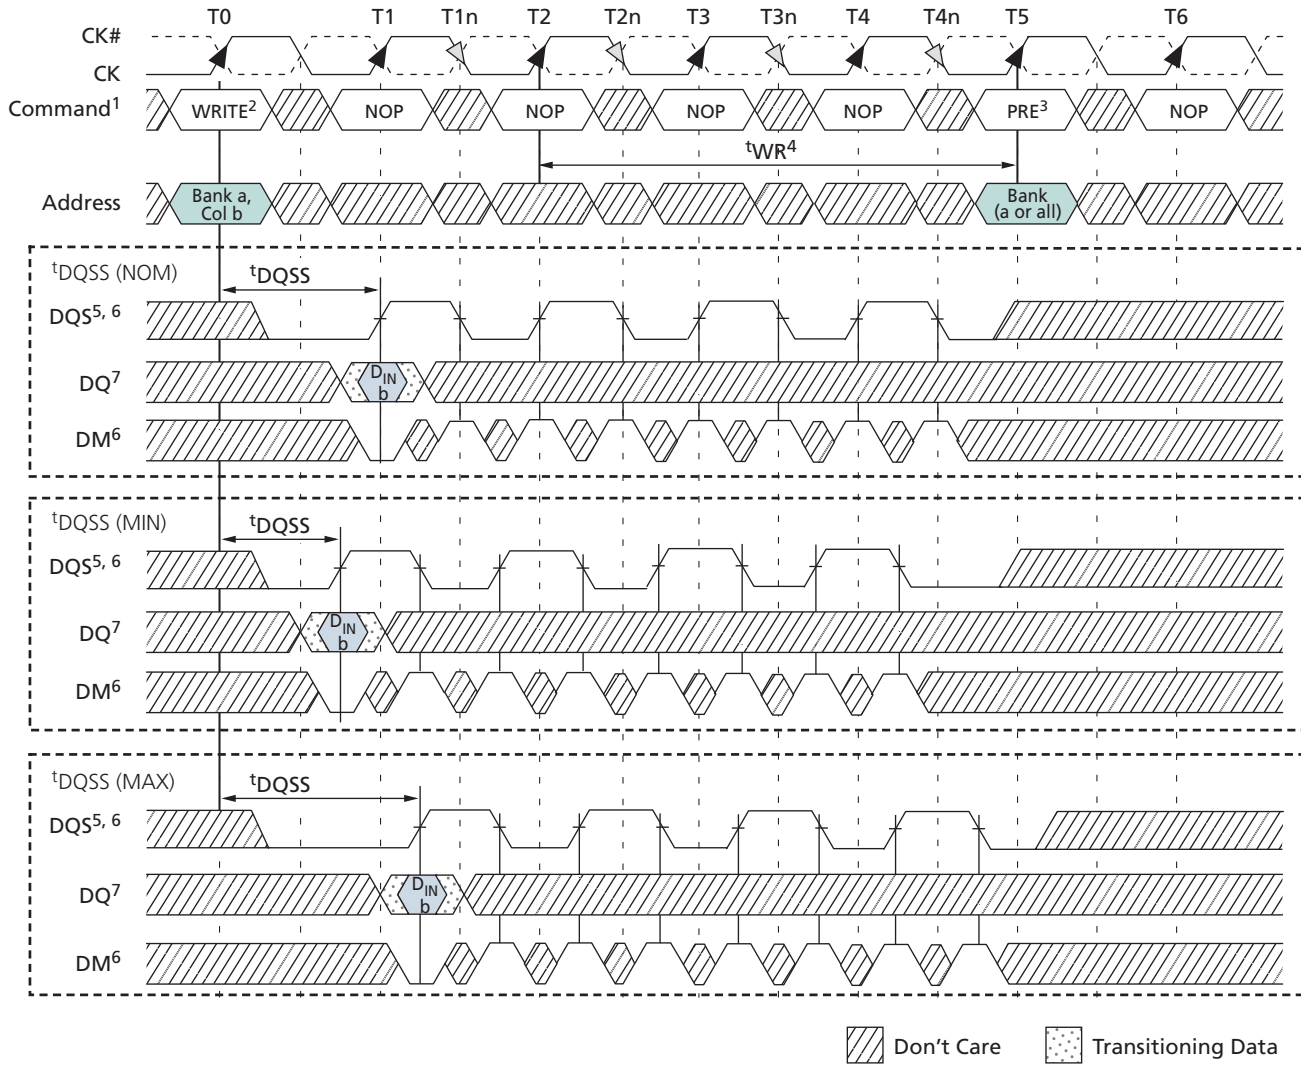 T0 T1 T1n T2 T2n T3 T3n T4 T4n T5 T6
CK#
CK
Command1 WRITE2 NOP NOP NOP NOP PRE3 NOP
tWR4
Address Bank a, Col b Bank (a or all)
tDQSS (NOM) tDQSS
DQS5, 6
DQ7 DIN b
DM6
tDQSS (MIN) tDQSS
DQS5, 6
DQ7 DIN b
DM6
tDQSS (MAX) tDQSS
DQS5, 6
DQ7 DIN b
DM6
Don't Care Transitioning Data